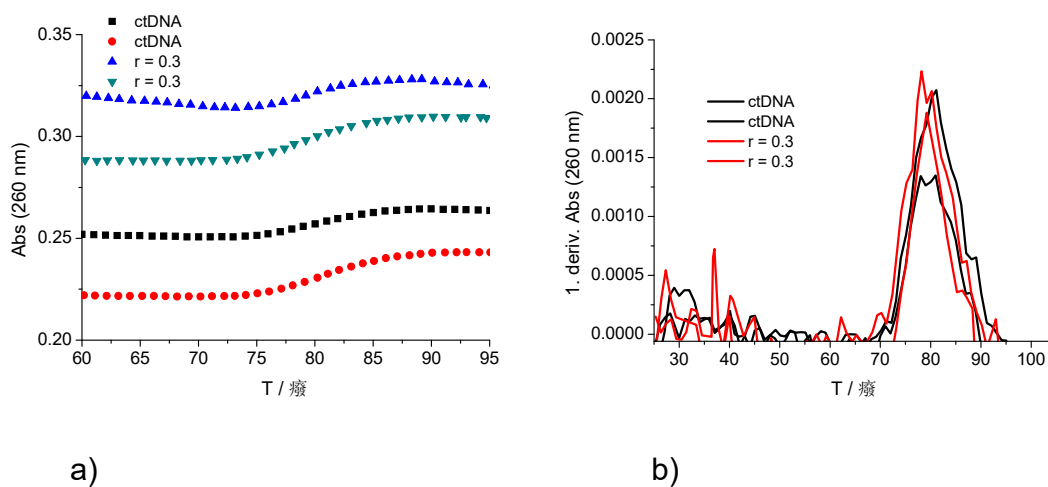 ctDNA
ctDNA
r = 0.3
r = 0.3
0.35
0.30
0.25
0.20
Abs (260 nm)
60 65 70 75 80 85 90 95
T / 癈
a)
ctDNA
ctDNA
r = 0.3
r = 0.3
0.0025
0.0020
0.0015
0.0010
0.0005
0.0000
1. deriv. Abs (260 nm)
30 40 50 60 70 80 90 100
T / 癈
b)